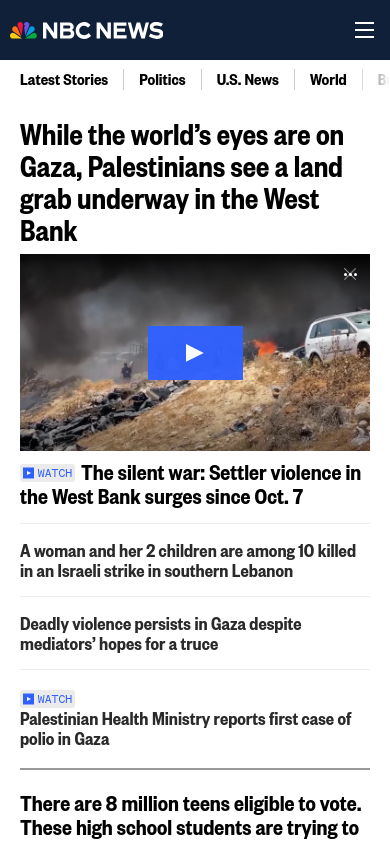 NBC NEWS
Latest Stories
Politics
U.S. News
World
While the world’s eyes are on
Gaza, Palestinians see a land
grab underway in the West
Bank
WATCH The silent war: Settler violence in
the West Bank surges since Oct. 7
A woman and her 2 children are among 10 killed
in an Israeli strike in southern Lebanon
Deadly violence persists in Gaza despite
mediators’ hopes for a truce
WATCH
Palestinian Health Ministry reports first case of
polio in Gaza
There are 8 million teens eligible to vote.
These high school students are trying to